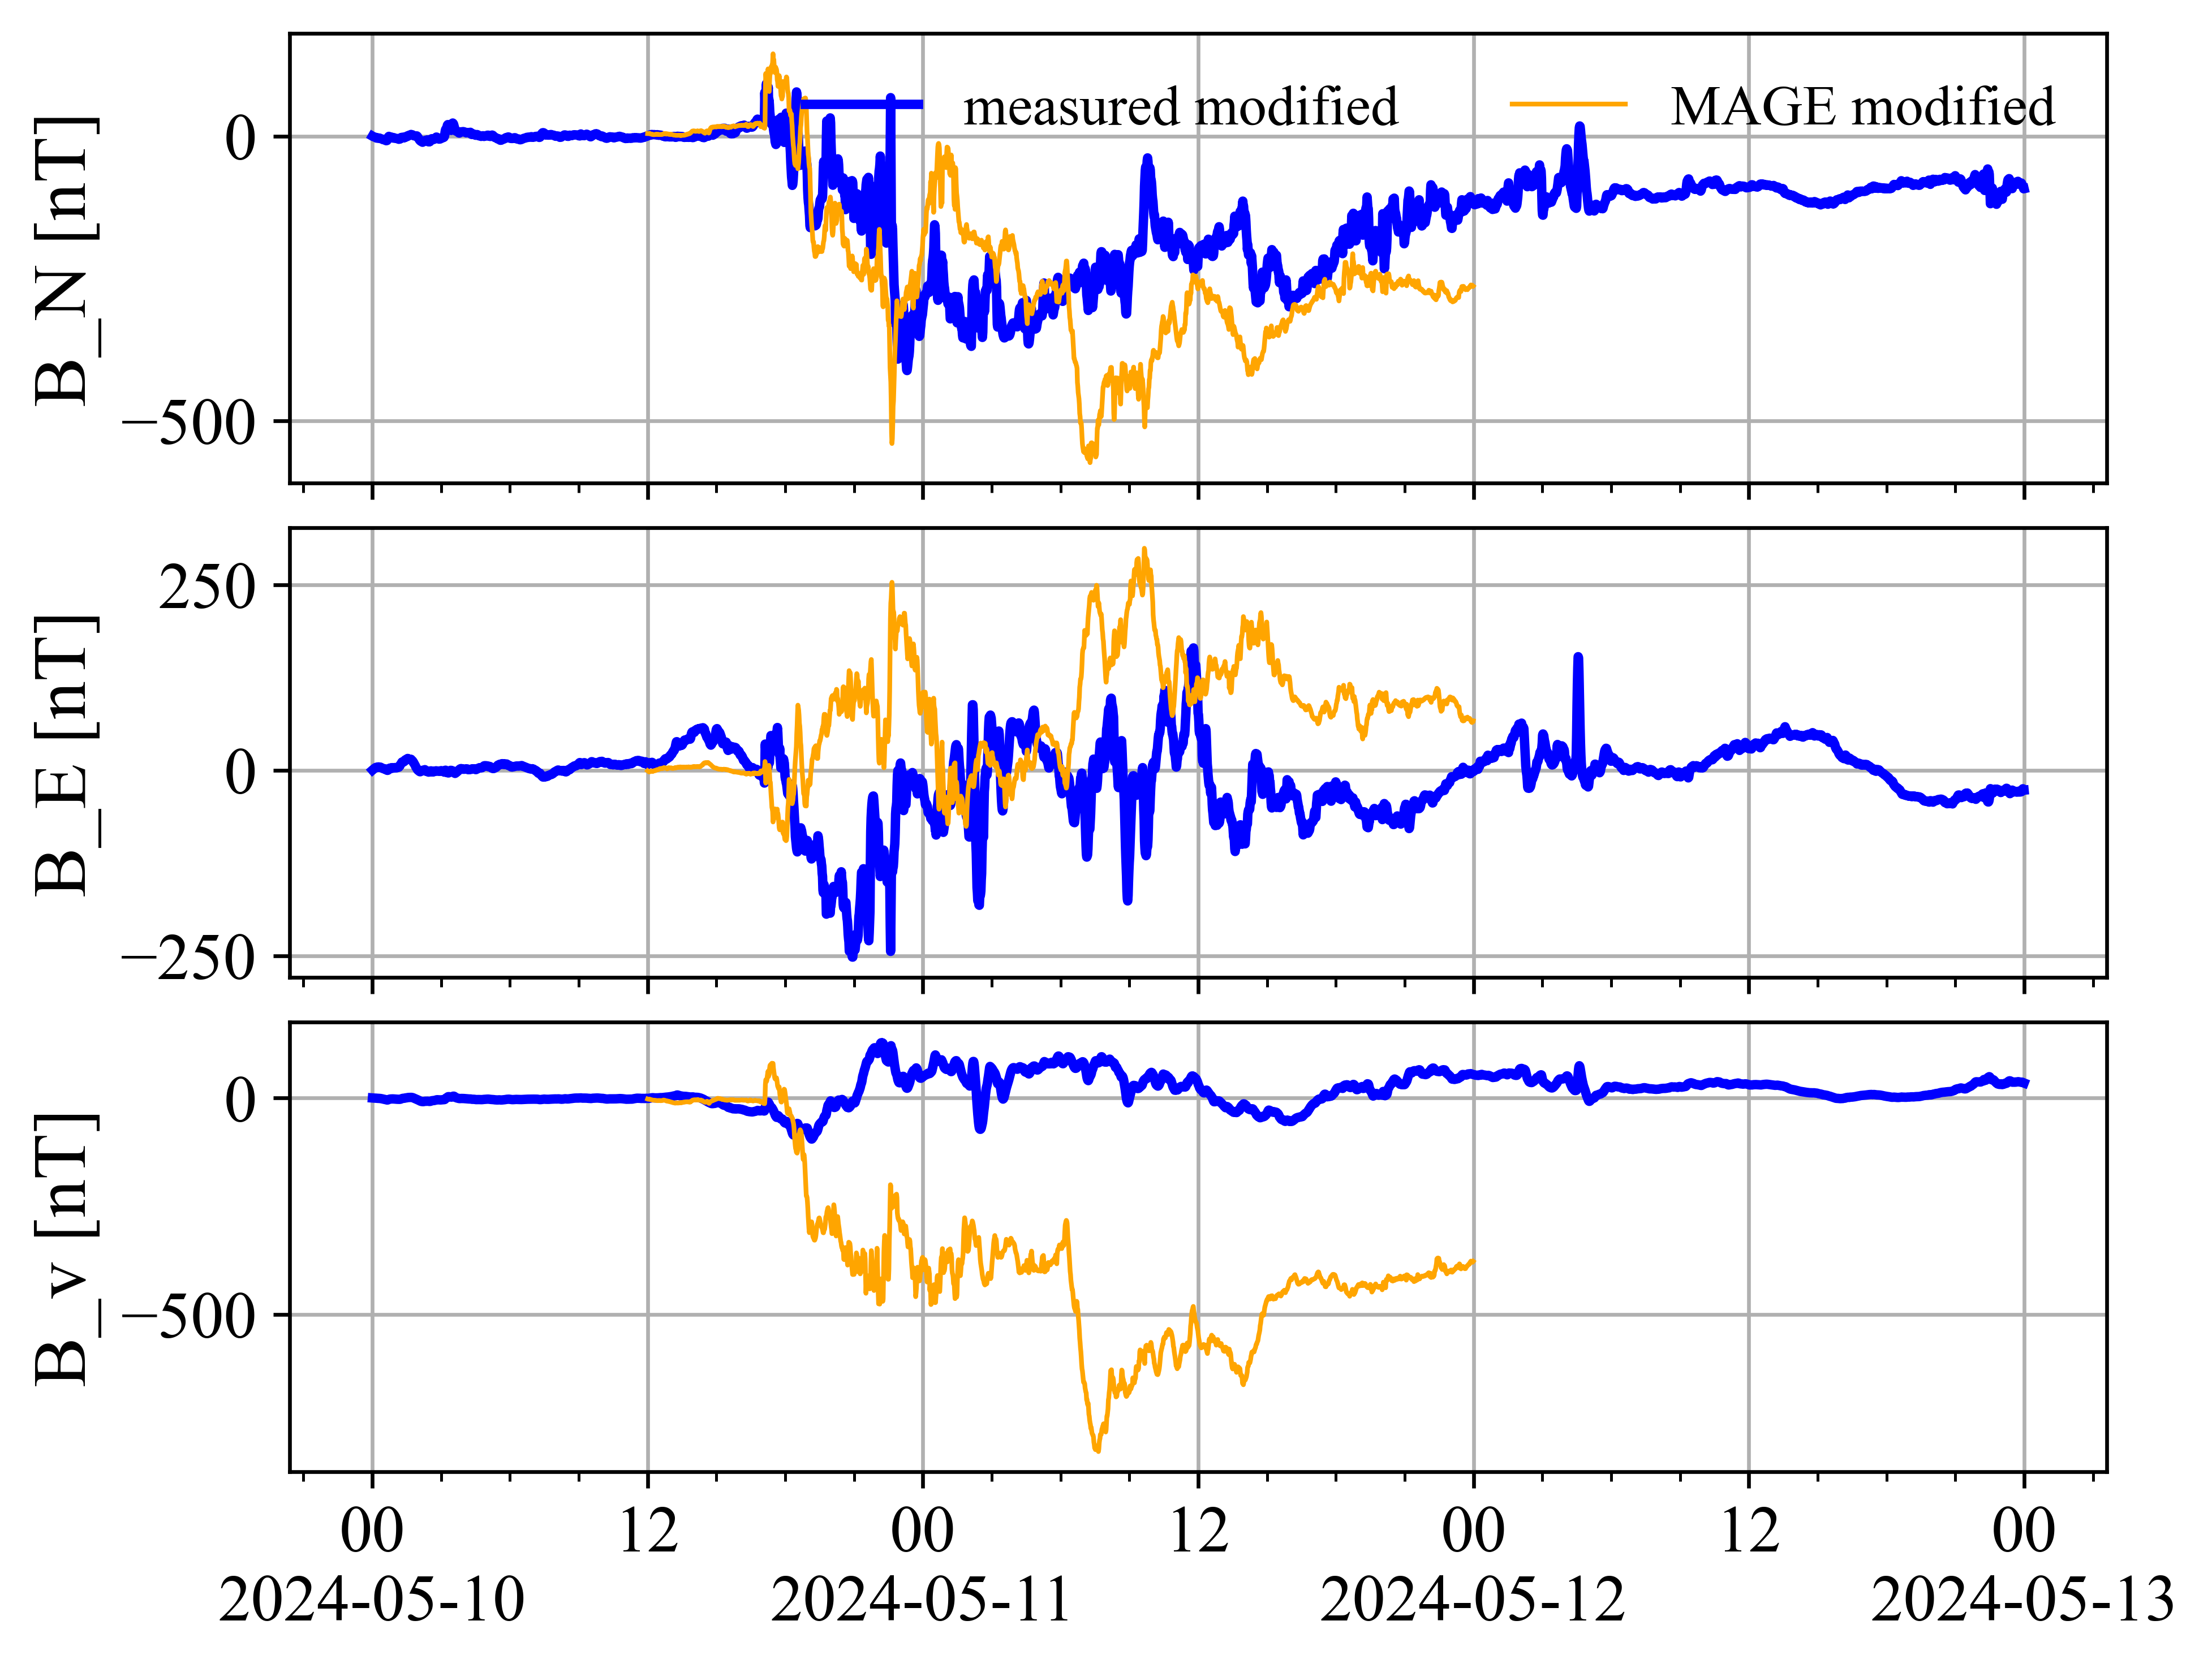 B_N [nT]
0
−500
measured modified
MAGE modified
B_E [nT]
250
0
−250
B_v [nT]
0
−500
00 12 00 12 00 12 00
2024-05-10 2024-05-11 2024-05-12 2024-05-13